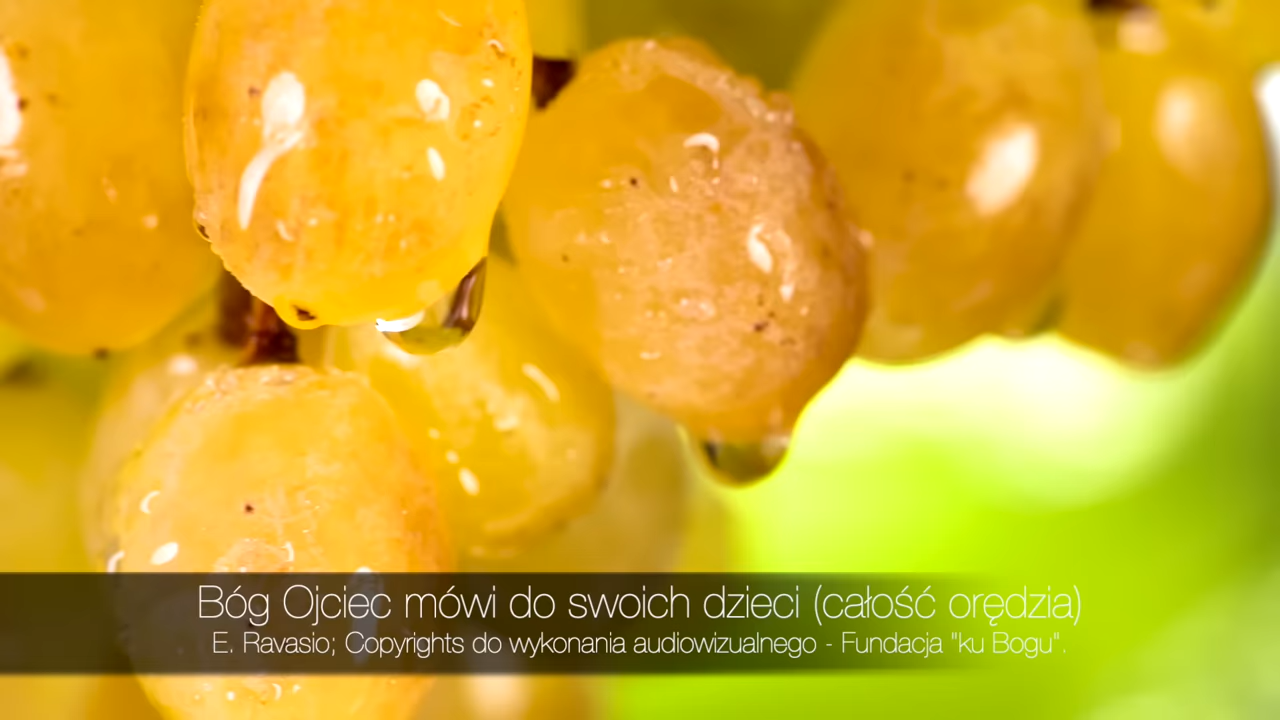 Bóg Ojciec mówi do swoich dzieci (całość orędzia)
E. Ravasio; Copyrights do wykonania audiowizualnego - Fundacja "ku Bogu".